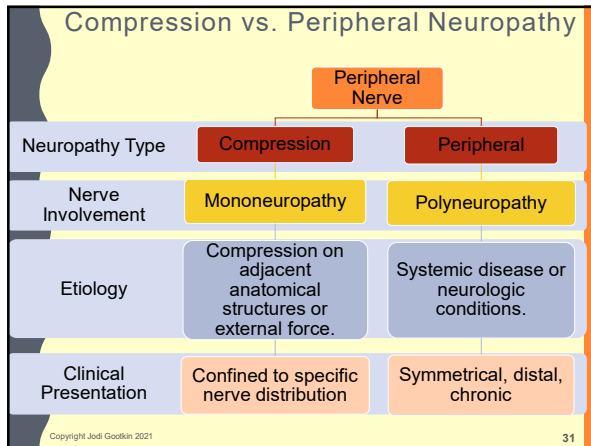 Compression vs. Peripheral Neuropathy
Peripheral
Nerve
Neuropathy Type
Compression
Peripheral
Nerve
Involvement
Mononeuropathy
Polyneuropathy
Etiology
Compression on
adjacent
anatomical
structures or
external force.
Systemic disease or
neurologic
conditions.
Clinical
Presentation
Confined to specific
nerve distribution
Symmetrical, distal,
chronic
Copyright Jodi Gootkin 2021
31